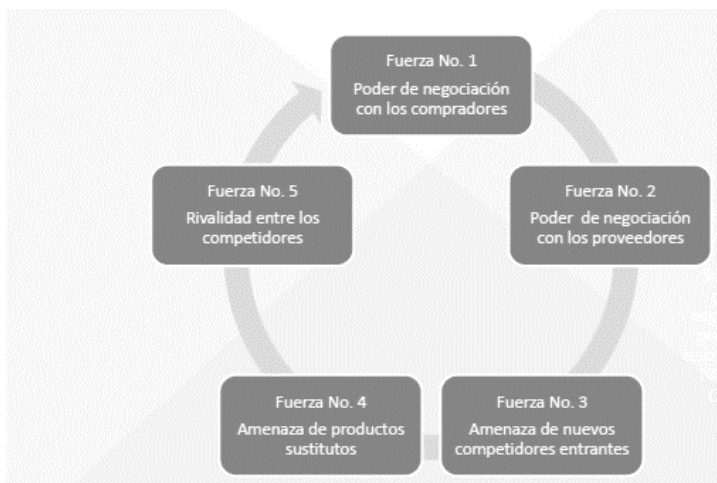 Fuerza No. 1
Poder de negociación
con los compradores
Fuerza No. 2
Poder de negociación
con los proveedores
Fuerza No. 3
Amenaza de nuevos
competidores entrantes
Fuerza No. 4
Amenaza de productos
sustitutos
Fuerza No. 5
Rivalidad entre los
competidores